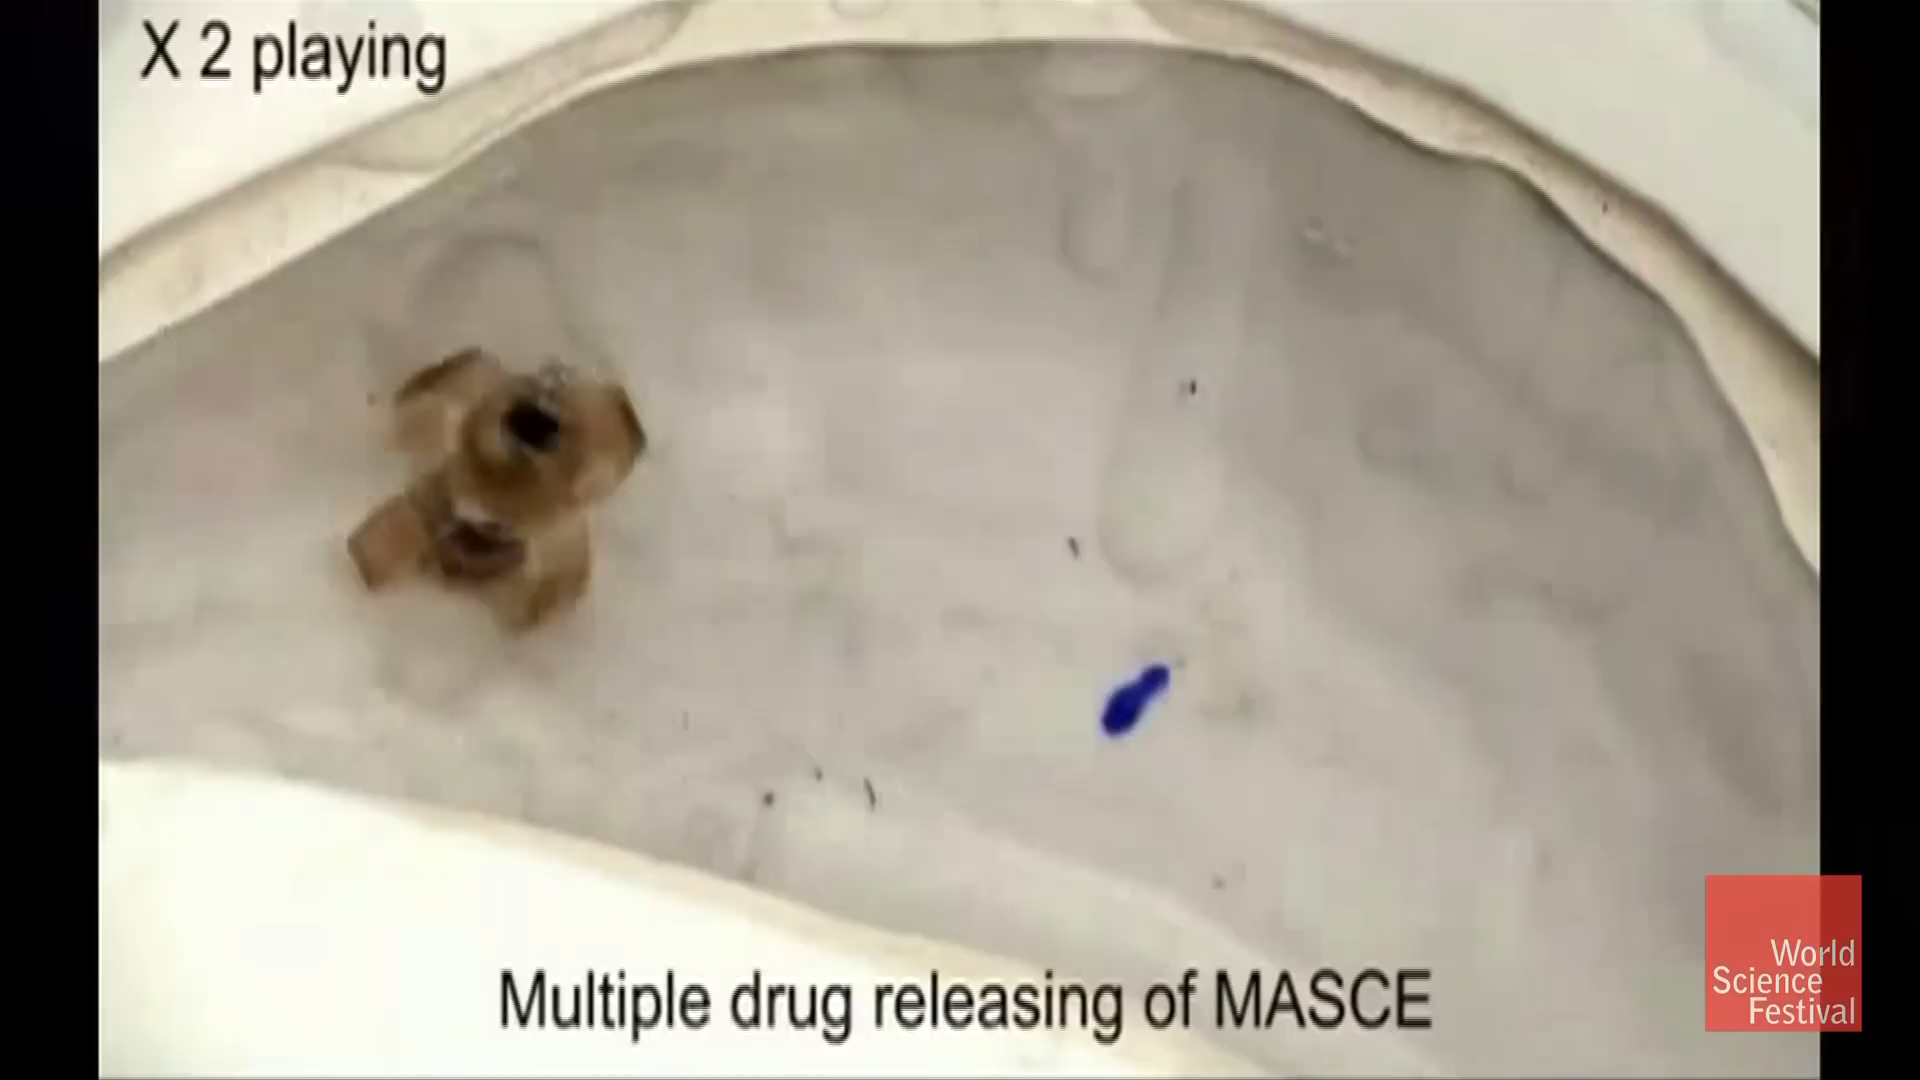 X 2 playing
Multiple drug releasing of MASCE
World
Science
Festival